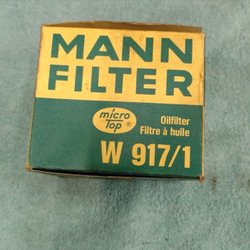 MANN
FILTER
micro
Top ®
Oilfilter
Filtre à huile
W 917/1